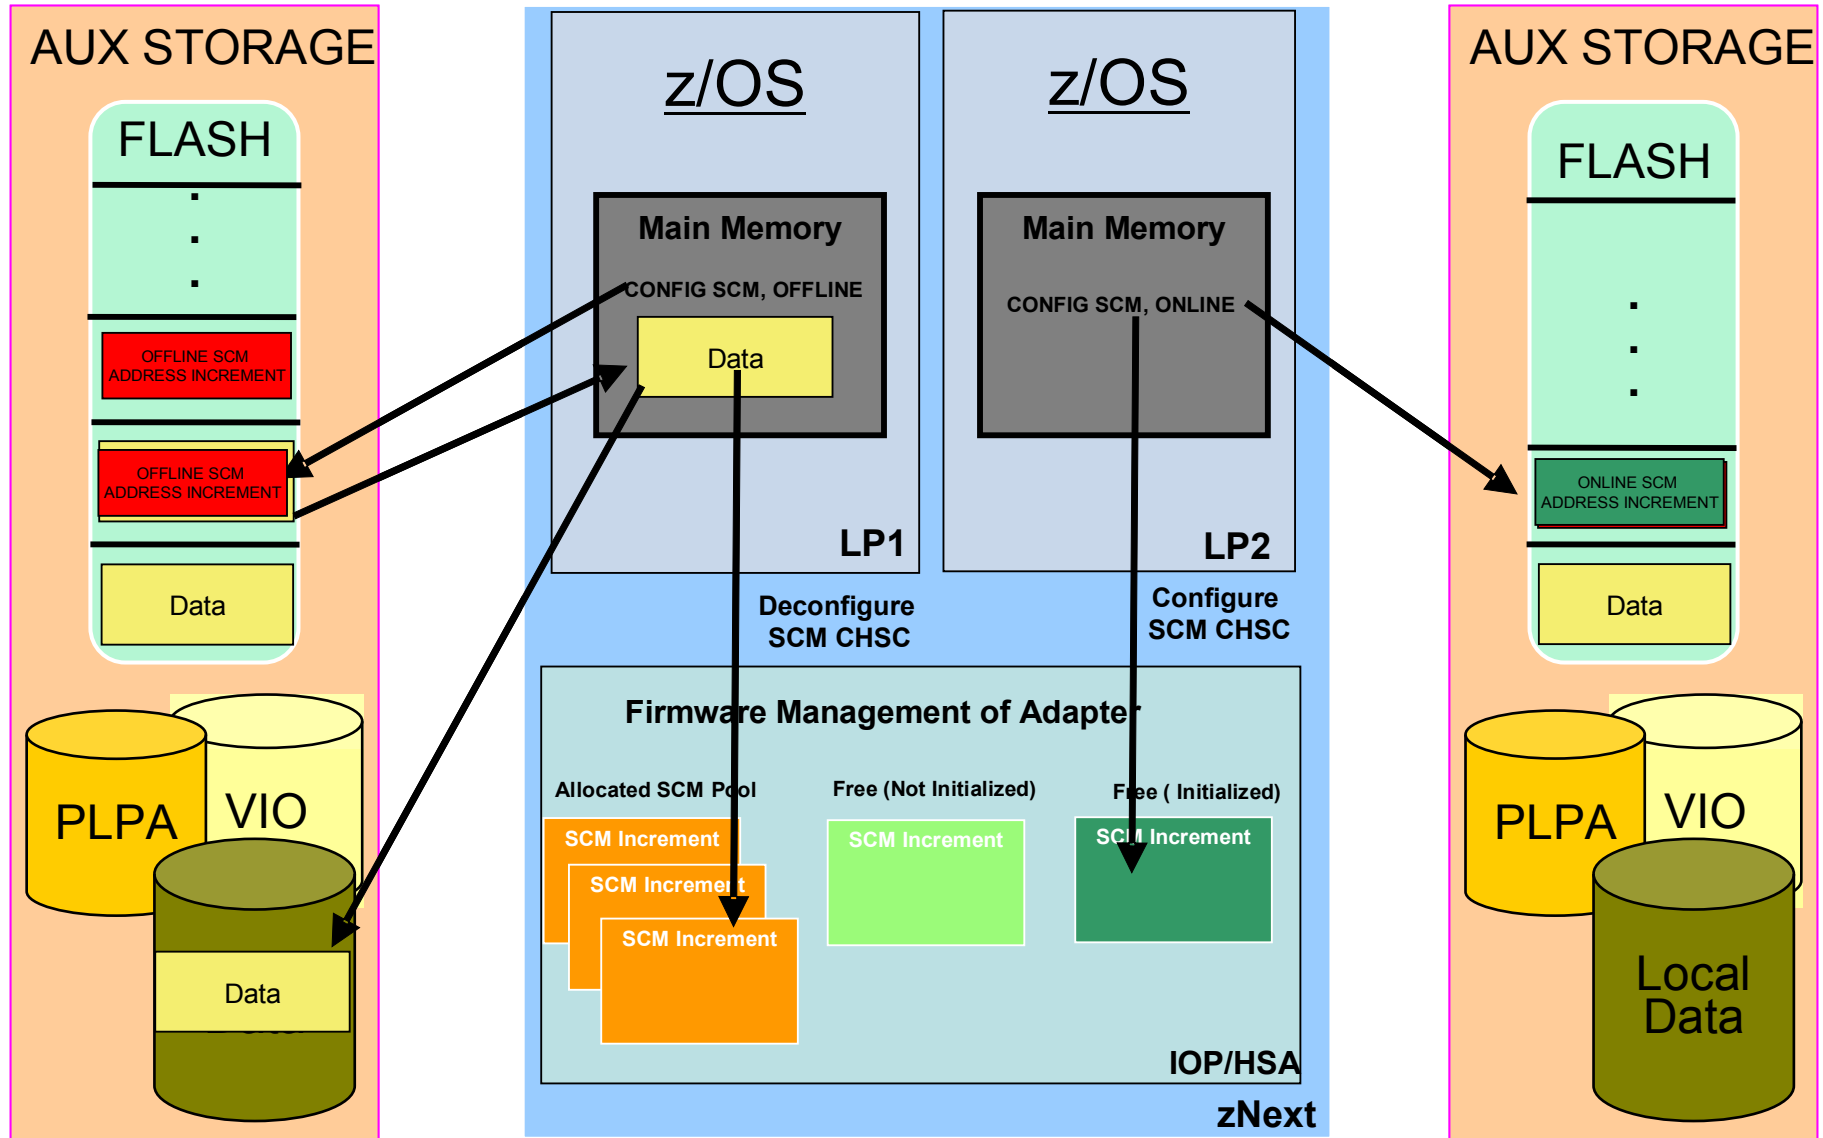 AUX STORAGE
FLASH
.
.
.
OFFLINE SCM
ADDRESS INCREMENT
OFFLINE SCM
ADDRESS INCREMENT
Data
PLPA
VIO
Data
z/OS
Main Memory
CONFIG SCM, OFFLINE
Data
LP1
z/OS
Main Memory
CONFIG SCM, ONLINE
LP2
Deconfigure
SCM CHSC
Configure
SCM CHSC
Firmware Management of Adapter
Allocated SCM Pool
SCM Increment
SCM Increment
SCM Increment
Free (Not Initialized)
SCM Increment
Free ( Initialized)
SCM Increment
IOP/HSA
zNext
AUX STORAGE
FLASH
.
.
.
ONLINE SCM
ADDRESS INCREMENT
Data
PLPA
VIO
Local
Data